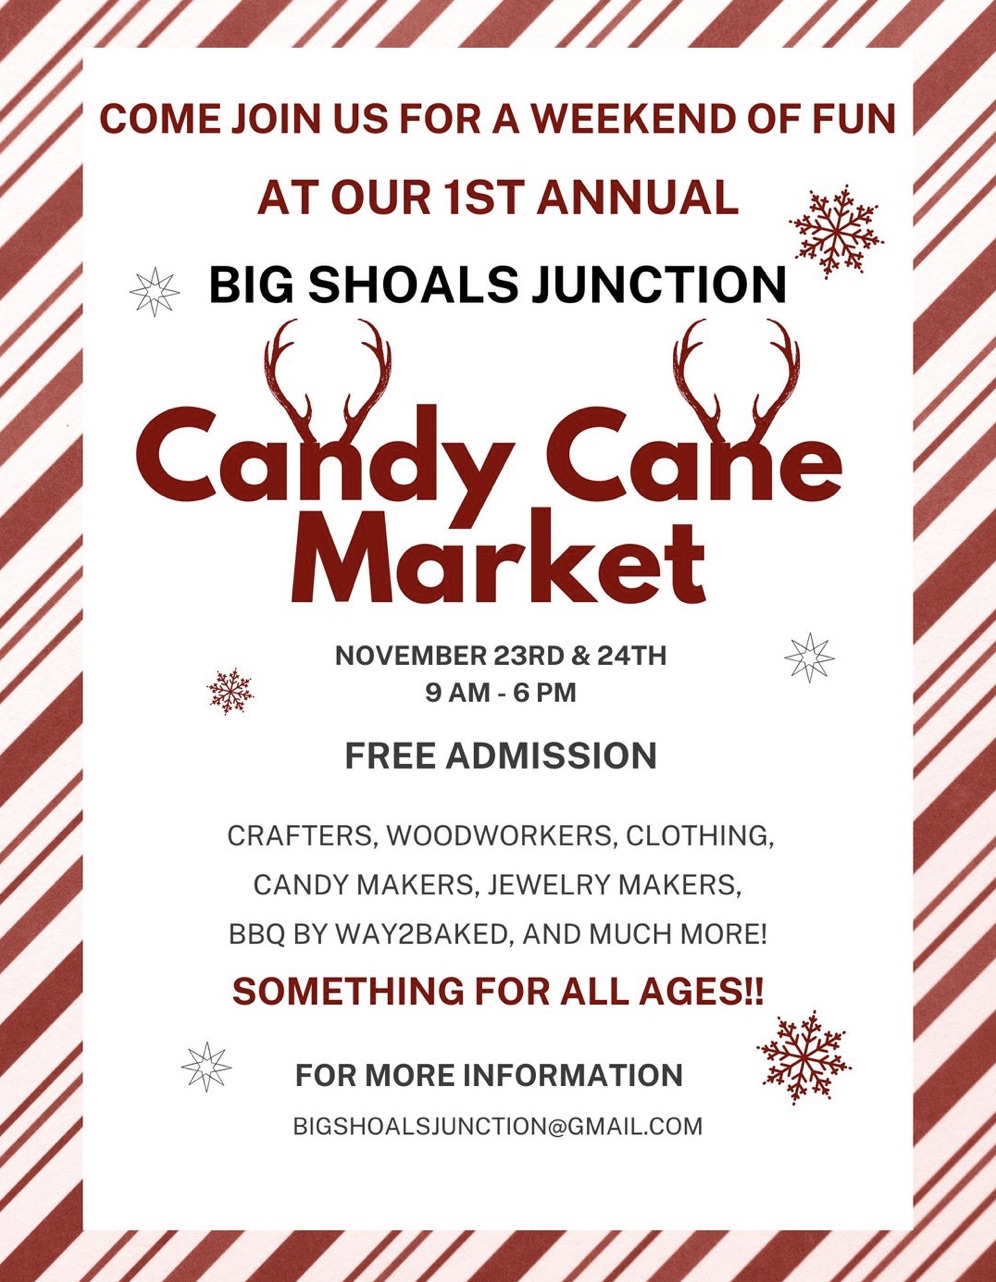 COME JOIN US FOR A WEEKEND OF FUN
AT OUR 1ST ANNUAL
BIG SHOALS JUNCTION
Candy Cane
Market
NOVEMBER 23RD & 24TH
9 AM - 6 PM
FREE ADMISSION
CRAFTERS, WOODWORKERS, CLOTHING,
CANDY MAKERS, JEWELRY MAKERS,
BBQ BY WAY2BAKED, AND MUCH MORE!
SOMETHING FOR ALL AGES!!
FOR MORE INFORMATION
BIGSHOALSJUNCTION@GMAIL.COM